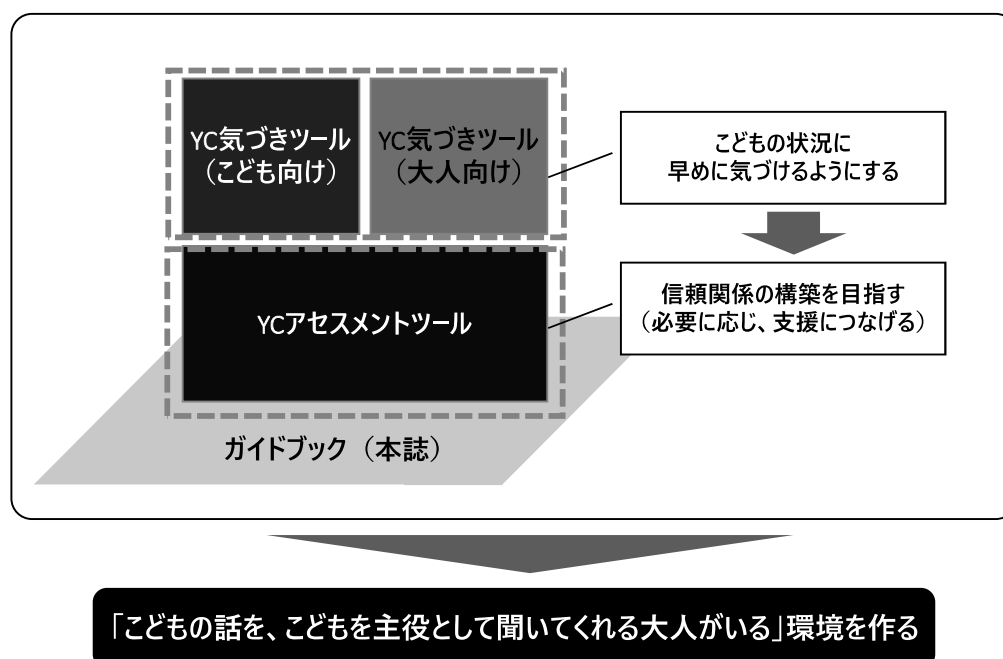 YC気づきツール
（こども向け）
YC気づきツール
（大人向け）
こどもの状況に
早めに気づけるようにする
YCアセスメントツール
信頼関係の構築を目指す
（必要に応じ、支援につなげる）
ガイドブック（本誌）
「こどもの話を、こどもを主役として聞いてくれる大人がいる」環境を作る